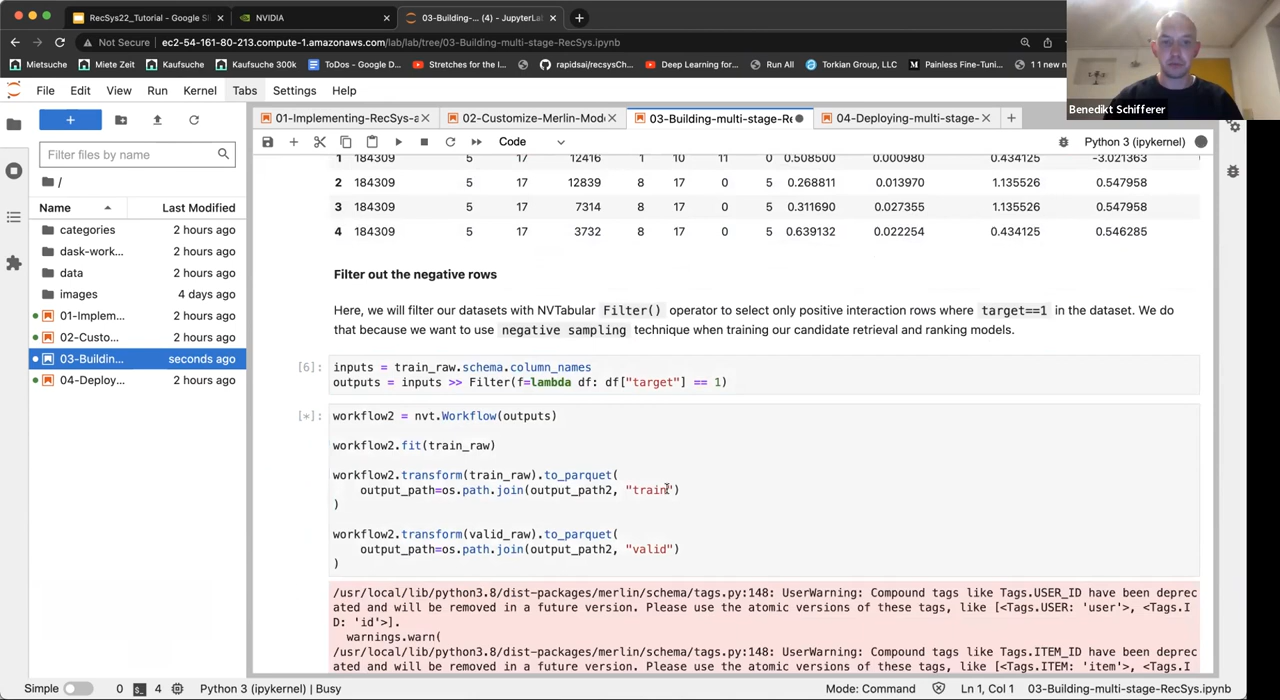 RecSys22_Tutorial - Google Sl
NVIDIA
03-Building-... (4) - JupyterLa
Not Secure
ec2-54-161-80-213.compute-1.amazonaws.com/lab/lab/tree/03-Building-multi-stage-RecSys.ipynb
Mietsuche
Miete Zeit
Kaufsuche
Kaufsuche 300k
ToDos - Google D...
Stretches for the l...
rapidsai/recsysCh...
Deep Learning for...
Run All
Torkian Group, LLC
Painless Fine-Tuni...
1 1 new n
Benedikt Schifferer
File Edit View Run Kernel Tabs Settings Help
01-Implementing-RecSys-a
02-Customize-Merlin-Mode
03-Building-multi-stage-Re
04-Deploying-multi-stage-
Code
Python 3 (ipykernel)
Filter files by name
/
Name
Last Modified
categories 2 hours ago
dask-work... 2 hours ago
data 2 hours ago
images 4 days ago
01-Implem... 2 hours ago
02-Custo... 2 hours ago
03-Buildin... seconds ago
04-Deploy... 2 hours ago
1 184309 5 17 12416 1 10 11 0 0.508500 0.000980 0.434125 -3.021363
2 184309 5 17 12839 8 17 0 5 0.268811 0.013970 1.135526 0.547958
3 184309 5 17 7314 8 17 0 5 0.311690 0.027355 1.135526 0.547958
4 184309 5 17 3732 8 17 0 5 0.639132 0.022254 0.434125 0.546285
Filter out the negative rows
Here, we will filter our datasets with NVTabular Filter() operator to select only positive interaction rows where target==1 in the dataset. We do
that because we want to use negative sampling technique when training our candidate retrieval and ranking models.
[6]: inputs = train_raw.schema.column_names
outputs = inputs >> Filter(f=lambda df: df["target"] == 1)
[*]: workflow2 = nvt.Workflow(outputs)
workflow2.fit(train_raw)
workflow2.transform(train_raw).to_parquet(
output_path=os.path.join(output_path2, "train")
)
workflow2.transform(valid_raw).to_parquet(
output_path=os.path.join(output_path2, "valid")
)
/usr/local/lib/python3.8/dist-packages/merlin/schema/tags.py:148: UserWarning: Compound tags like Tags.USER_ID have been deprec
ated and will be removed in a future version. Please use the atomic versions of these tags, like [<Tags.USER: 'user'>, <Tags.I
D: 'id'>].
warnings.warn(
/usr/local/lib/python3.8/dist-packages/merlin/schema/tags.py:148: UserWarning: Compound tags like Tags.ITEM_ID have been deprec
ated and will be removed in a future version. Please use the atomic versions of these tags, like [<Tags.ITEM: 'item'>, <Tags.I
Simple 0 4 Python 3 (ipykernel) | Busy
Mode: Command
Ln 1, Col 1
03-Building-multi-stage-RecSys.ipynb